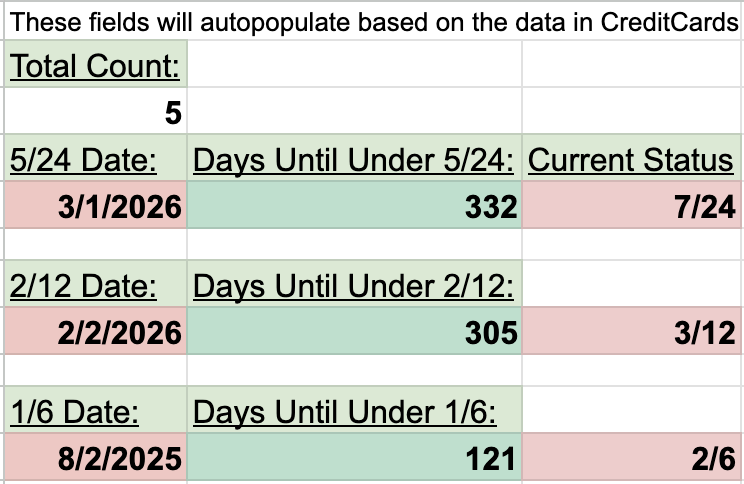 These fields will autopopulate based on the data in CreditCards
Total Count:
5
5/24 Date: Days Until Under 5/24: Current Status
3/1/2026 332 7/24
2/12 Date: Days Until Under 2/12:
2/2/2026 305 3/12
1/6 Date: Days Until Under 1/6:
8/2/2025 121 2/6